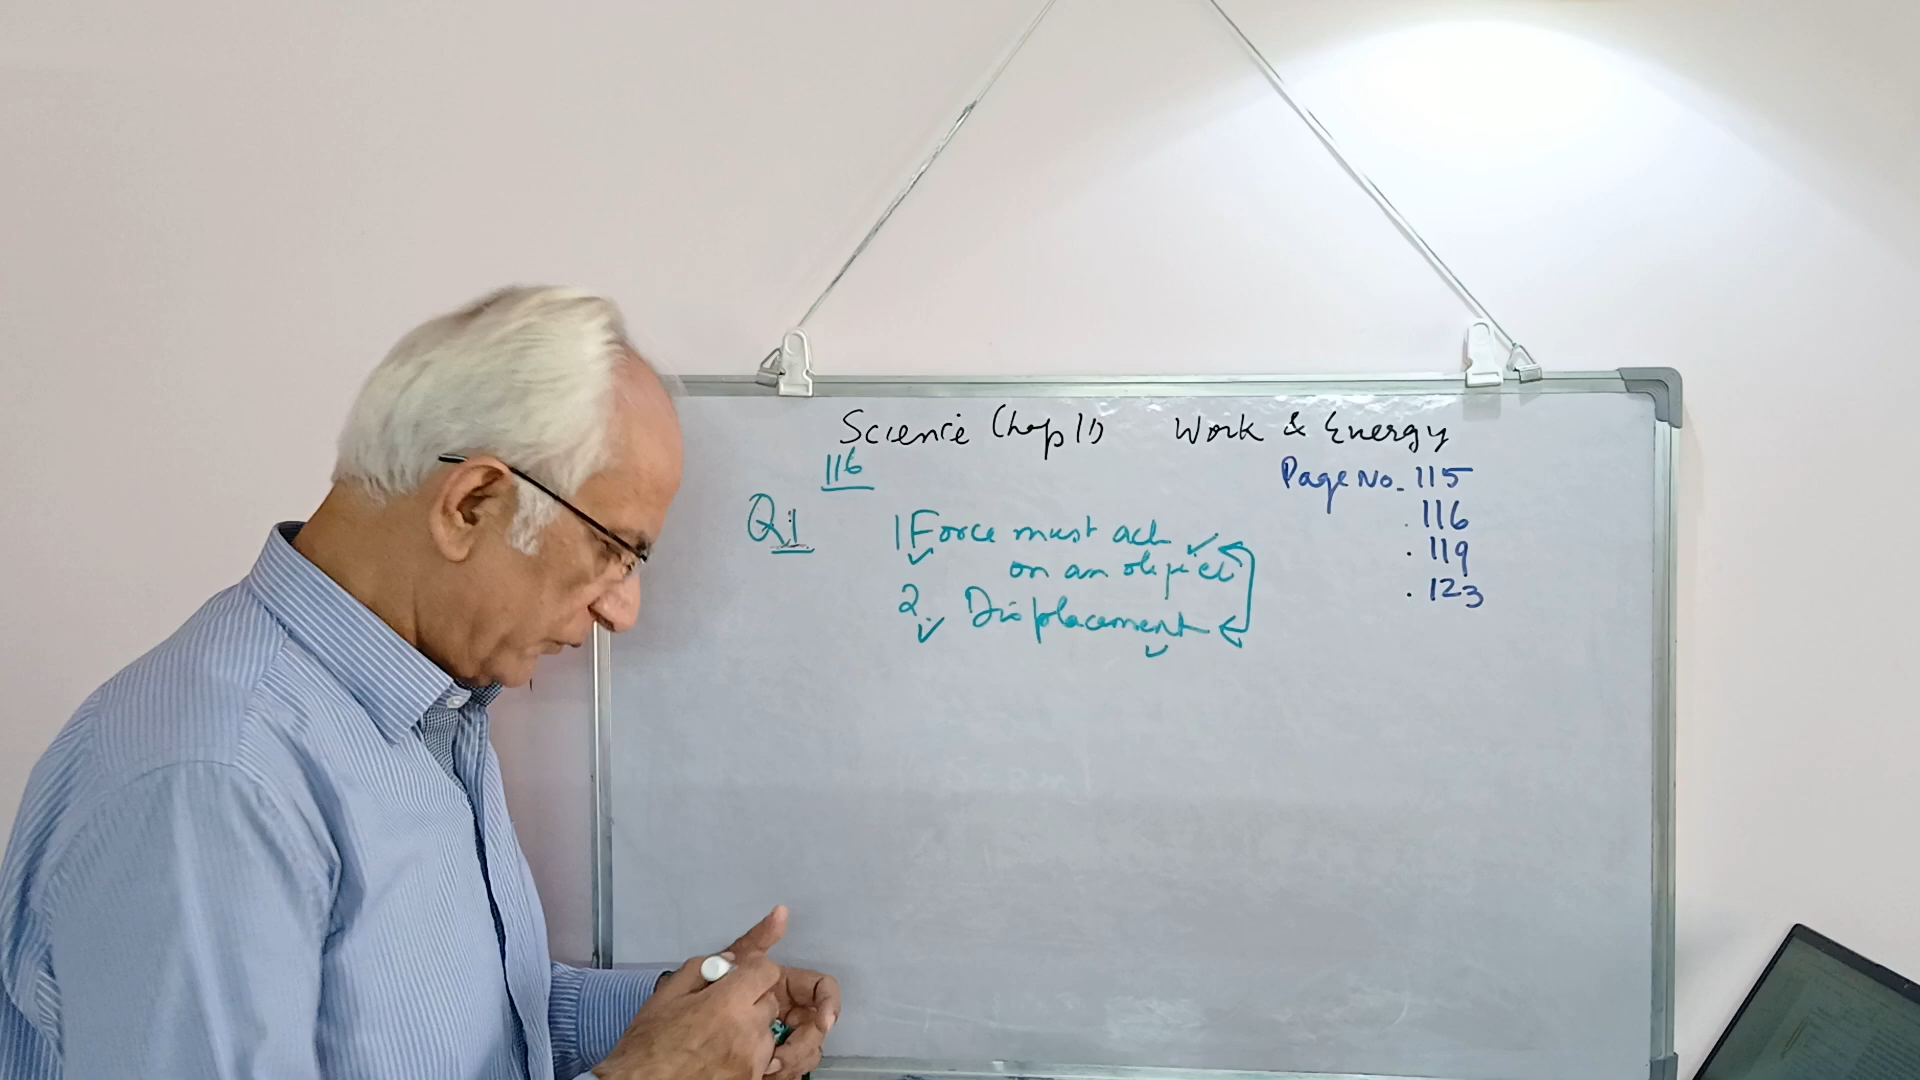 Science Chap 11 Work & Energy
116
Page No. 115
. 116
. 119
. 123
Q1
1 Force must act
on an object
2. Displacement